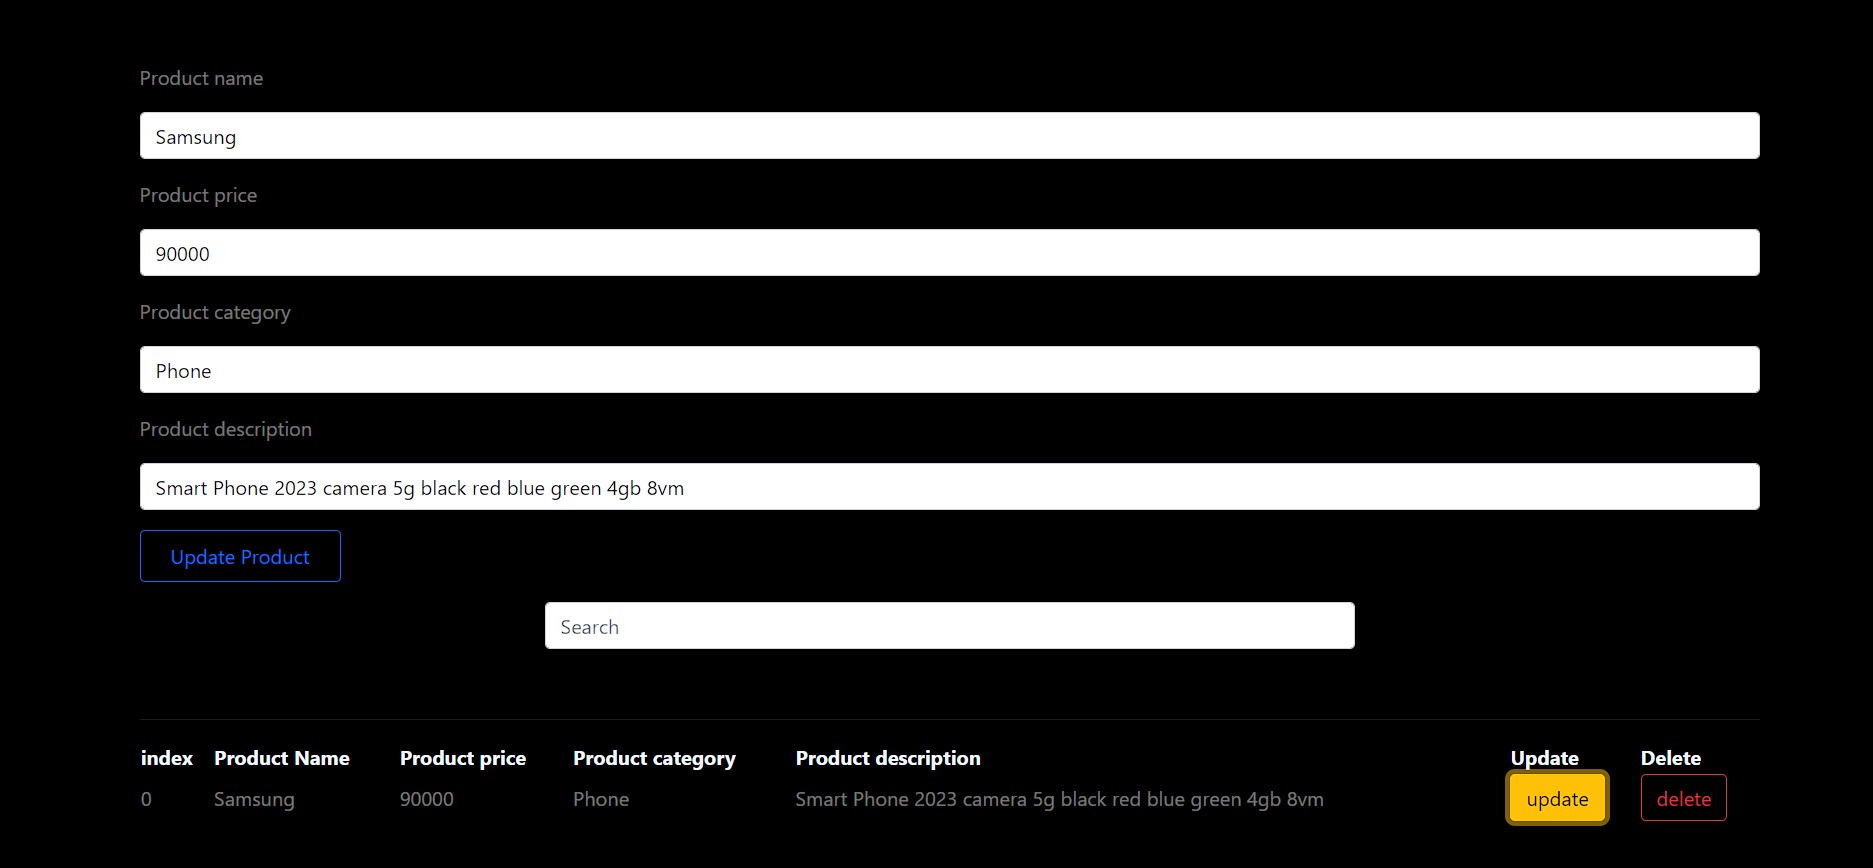 Product name
Samsung
Product price
90000
Product category
Phone
Product description
Smart Phone 2023 camera 5g black red blue green 4gb 8vm
Update Product
Search
index Product Name Product price Product category Product description Update Delete
0 Samsung 90000 Phone Smart Phone 2023 camera 5g black red blue green 4gb 8vm update delete